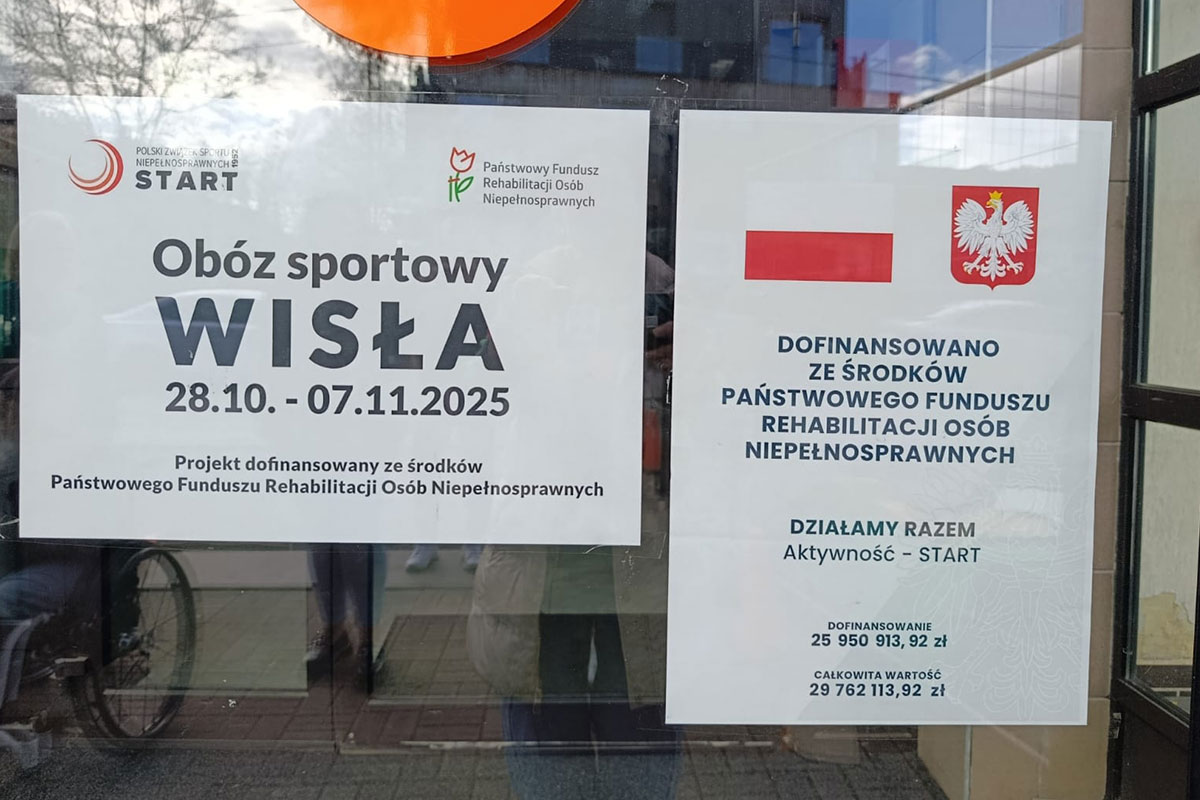 POLSKI ZWIĄZEK SPORTU
NIEPEŁNOSPRAWNYCH
START
1952
Państwowy Fundusz
Rehabilitacji Osób
Niepełnosprawnych
Obóz sportowy
WISŁA
28.10. - 07.11.2025
Projekt dofinansowany ze środków
Państwowego Funduszu Rehabilitacji Osób Niepełnosprawnych
DOFINANSOWANO
ZE ŚRODKÓW
PAŃSTWOWEGO FUNDUSZU
REHABILITACJI OSÓB
NIEPEŁNOSPRAWNYCH
DZIAŁAMY RAZEM
Aktywność - START
DOFINANSOWANIE
25 950 913, 92 zł
CAŁKOWITA WARTOŚĆ
29 762 113,92 zł